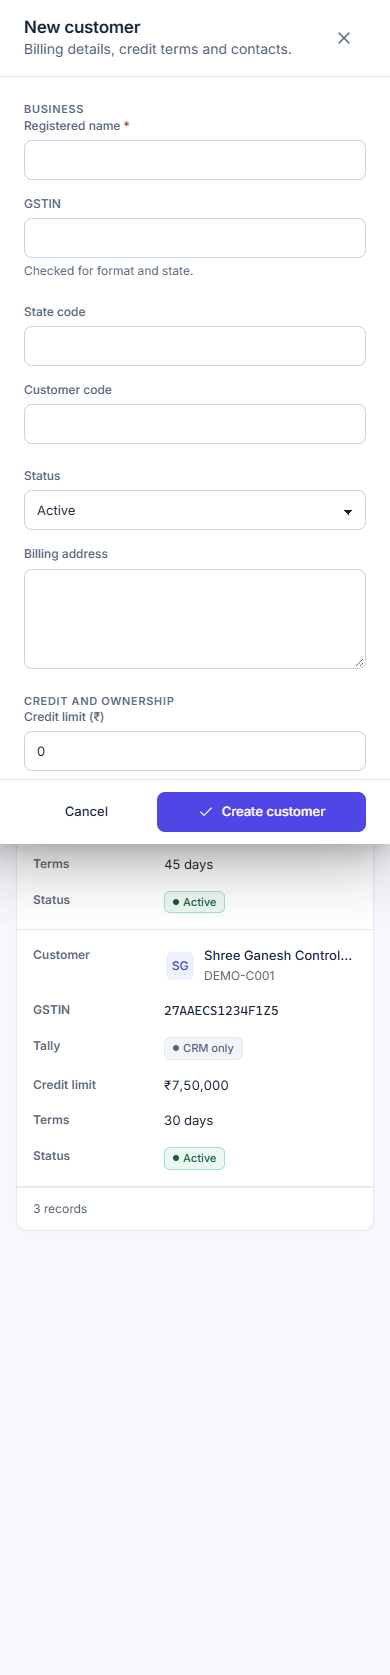 New customer
Billing details, credit terms and contacts.
BUSINESS
Registered name *
GSTIN
Checked for format and state.
State code
Customer code
Status
Active
Billing address
CREDIT AND OWNERSHIP
Credit limit (₹)
0
Cancel
Create customer
Terms 45 days
Status Active
Customer SG Shree Ganesh Control...
DEMO-C001
GSTIN 27AAECS1234F1Z5
Tally CRM only
Credit limit ₹7,50,000
Terms 30 days
Status Active
3 records